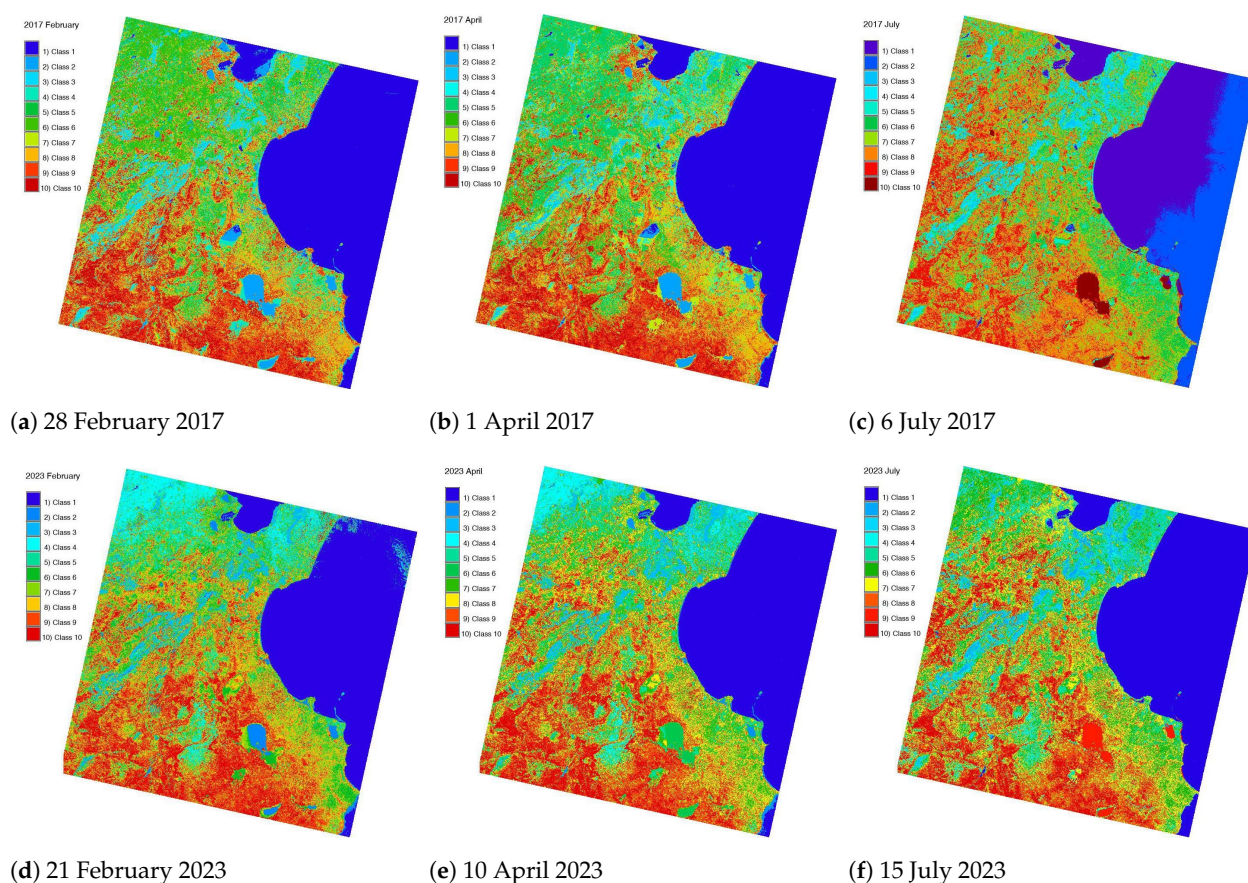 2017 February
1) Class 1
2) Class 2
3) Class 3
4) Class 4
5) Class 5
6) Class 6
7) Class 7
8) Class 8
9) Class 9
10) Class 10
(a) 28 February 2017
2017 April
1) Class 1
2) Class 2
3) Class 3
4) Class 4
5) Class 5
6) Class 6
7) Class 7
8) Class 8
9) Class 9
10) Class 10
(b) 1 April 2017
2017 July
1) Class 1
2) Class 2
3) Class 3
4) Class 4
5) Class 5
6) Class 6
7) Class 7
8) Class 8
9) Class 9
10) Class 10
(c) 6 July 2017
2023 February
1) Class 1
2) Class 2
3) Class 3
4) Class 4
5) Class 5
6) Class 6
7) Class 7
8) Class 8
9) Class 9
10) Class 10
(d) 21 February 2023
2023 April
1) Class 1
2) Class 2
3) Class 3
4) Class 4
5) Class 5
6) Class 6
7) Class 7
8) Class 8
9) Class 9
10) Class 10
(e) 10 April 2023
2023 July
1) Class 1
2) Class 2
3) Class 3
4) Class 4
5) Class 5
6) Class 6
7) Class 7
8) Class 8
9) Class 9
10) Class 10
(f) 15 July 2023